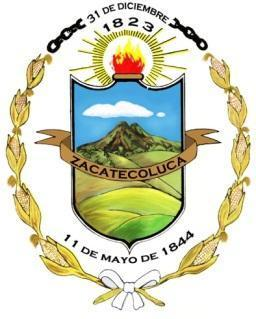 31 DE DICIEMBRE
1823
ZACATECOLUCA
11 DE MAYO DE 1844